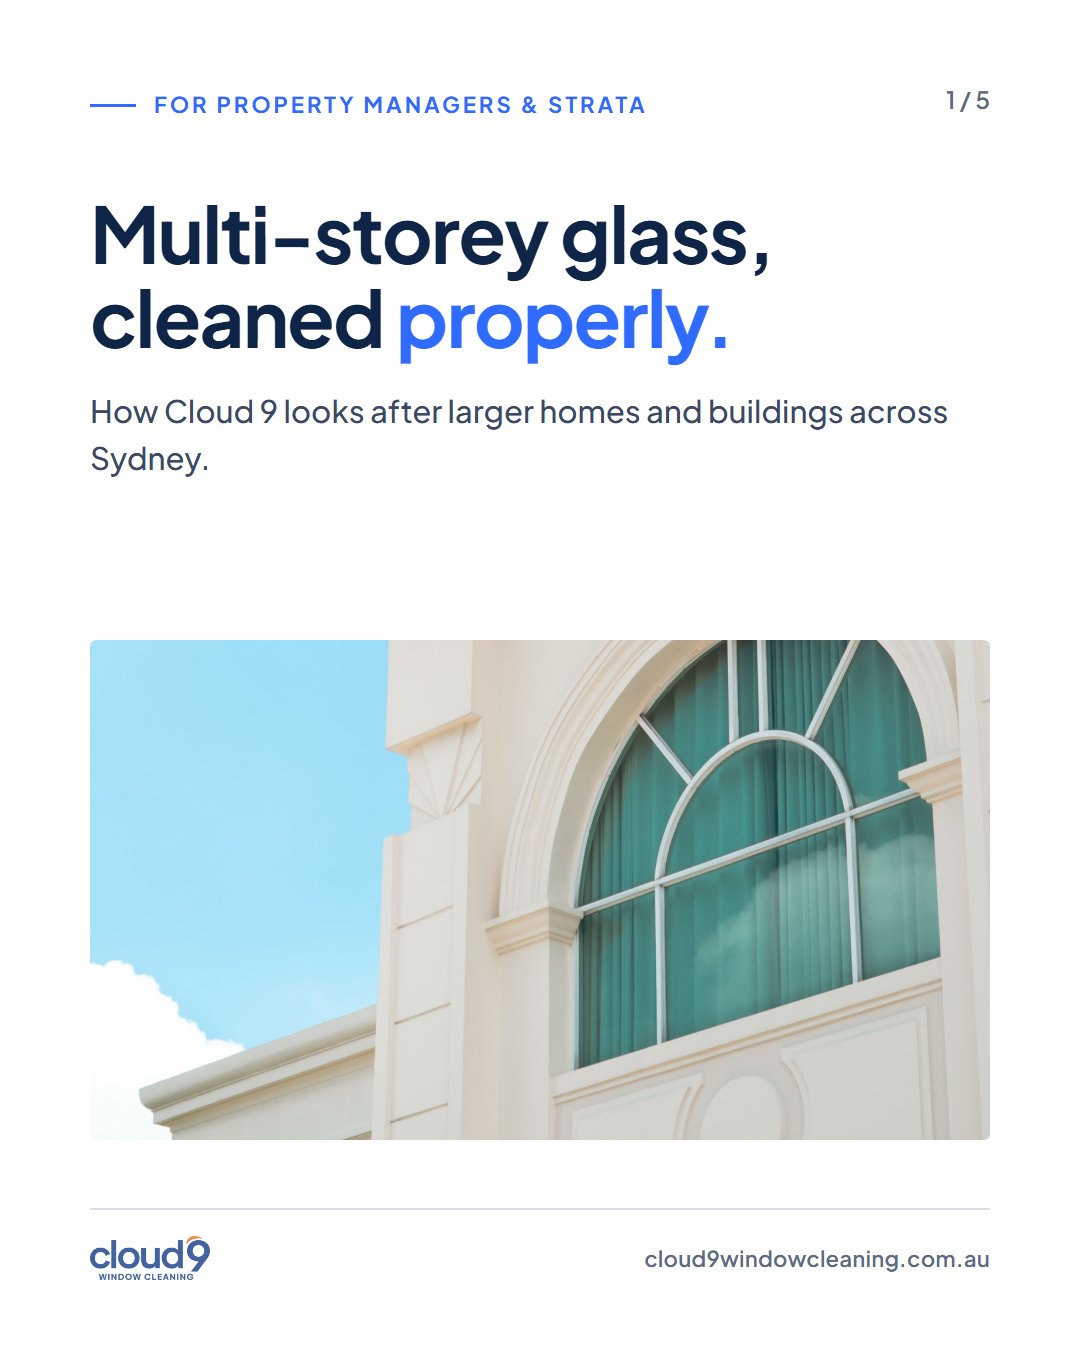 FOR PROPERTY MANAGERS & STRATA
1/5
Multi-storey glass,
cleaned properly.
How Cloud 9 looks after larger homes and buildings across
Sydney.
cloud9
WINDOW CLEANING
cloud9windowcleaning.com.au